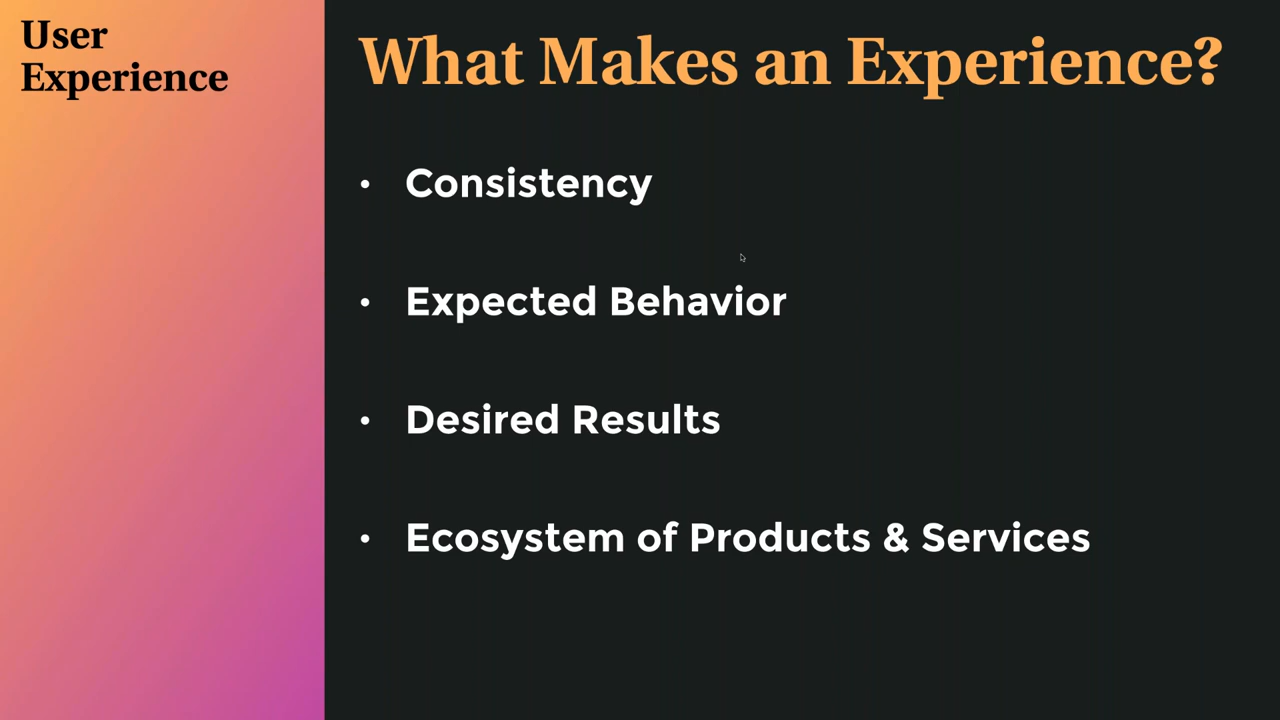 User
Experience
What Makes an Experience?
• Consistency
• Expected Behavior
• Desired Results
• Ecosystem of Products & Services